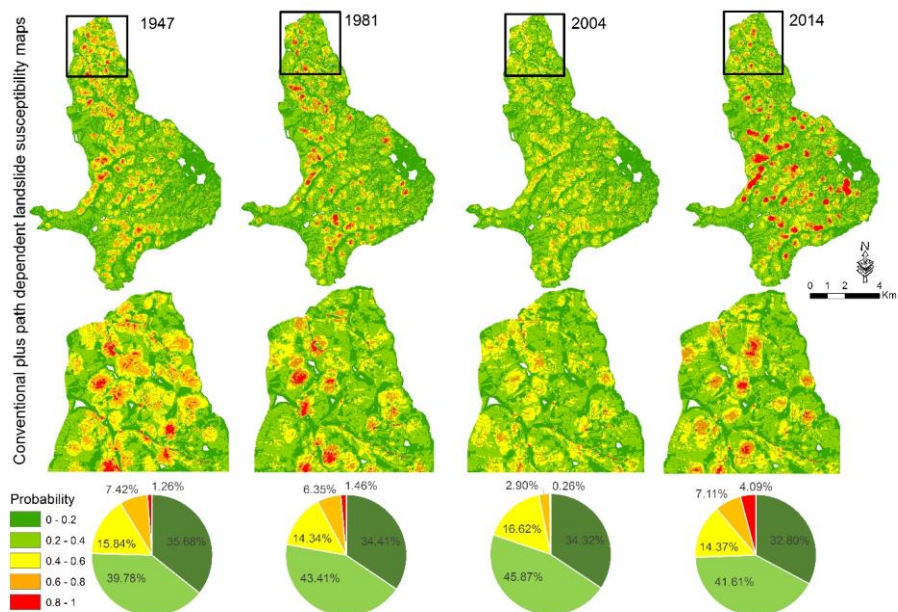 1947
1981
2004
2014
Conventional plus path dependent landslide susceptibility maps
N
0 1 2 4
Km
Probability
0 - 0.2
0.2 - 0.4
0.4 - 0.6
0.6 - 0.8
0.8 - 1
7.42%
1.26%
15.84%
35.68%
39.78%
6.35%
1.46%
14.34%
34.41%
43.41%
2.90%
0.26%
16.62%
34.32%
45.87%
7.11%
4.09%
14.37%
32.80%
41.61%